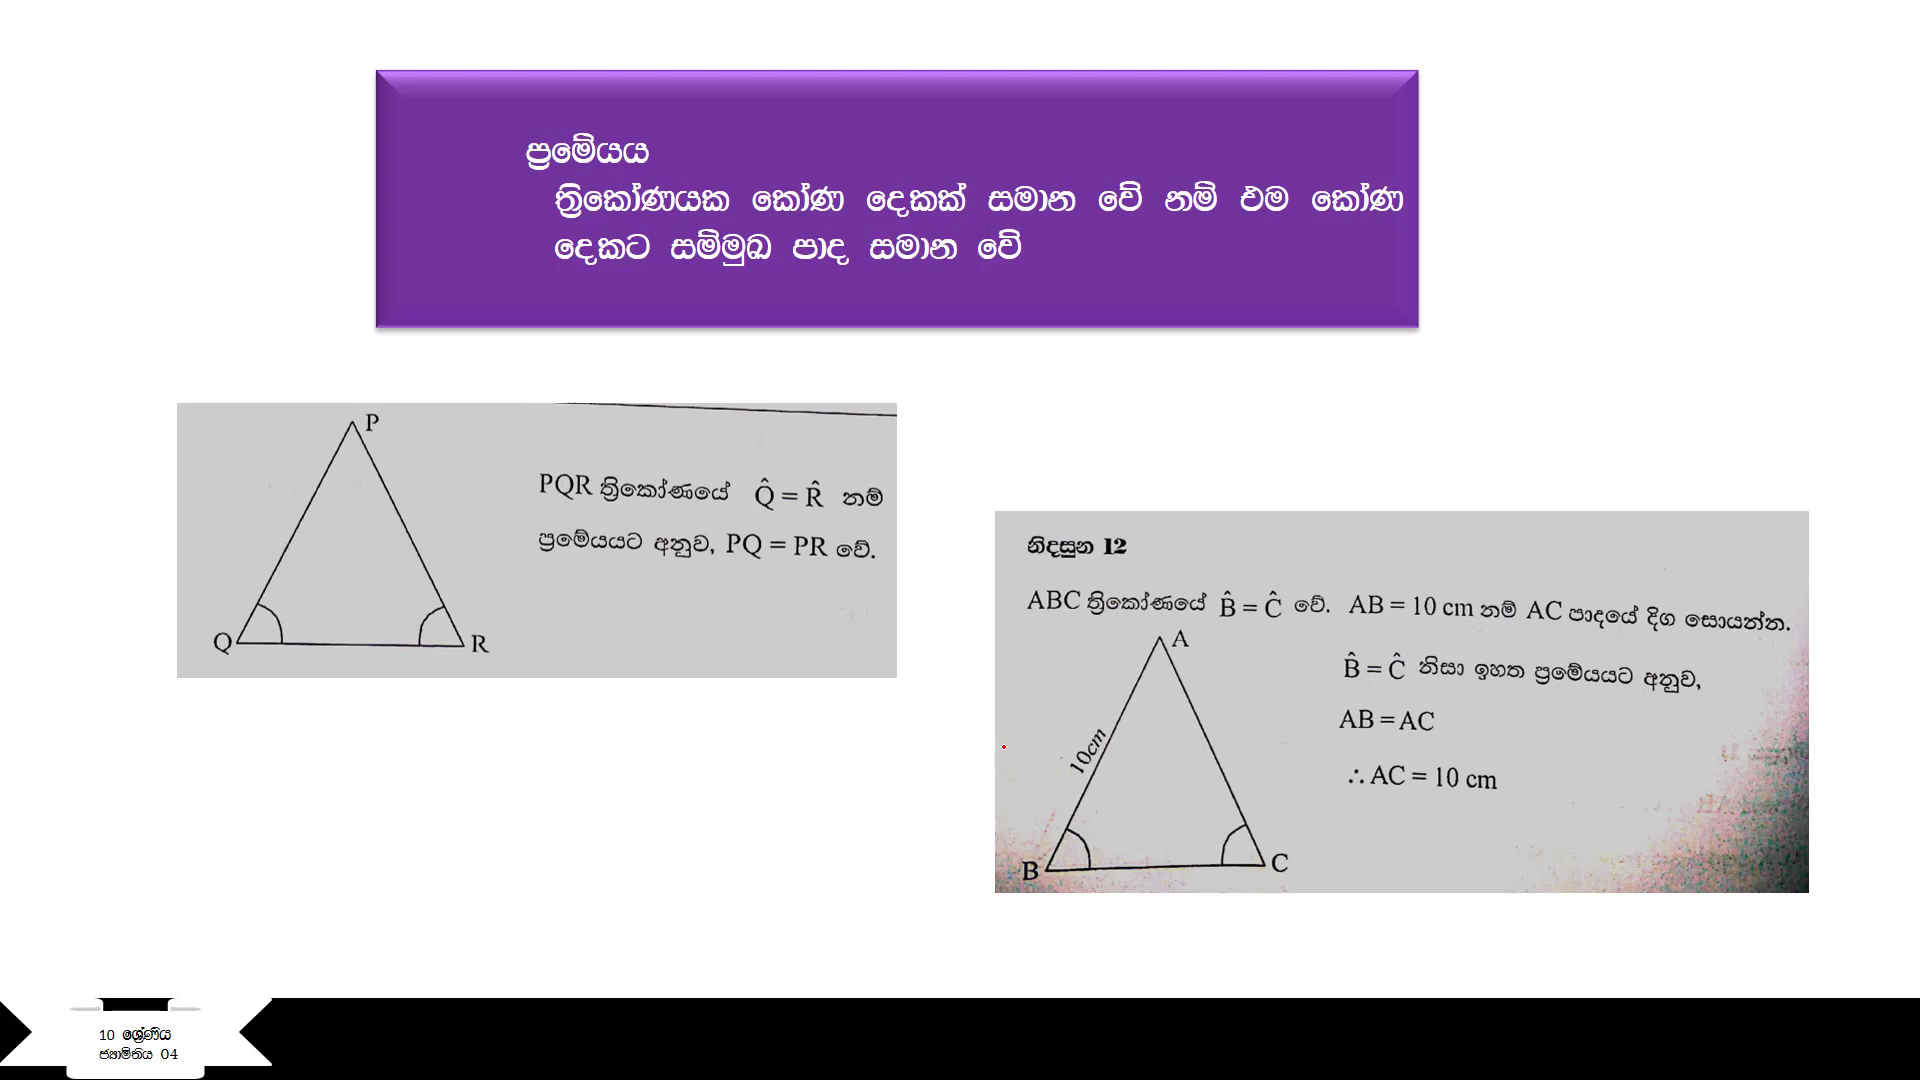 ප්‍රමේයය
ත්‍රිකෝණයක කෝණ දෙකක් සමාන වේ නම් එම කෝණ
දෙකට සම්මුඛ පාද සමාන වේ
P
PQR ත්‍රිකෝණයේ Q̂ = R̂ නම්
ප්‍රමේයයට අනුව, PQ = PR වේ.
Q
R
නිදසුන 12
ABC ත්‍රිකෝණයේ B̂ = Ĉ වේ. AB = 10 cm නම් AC පාදයේ දිග සොයන්න.
A
B̂ = Ĉ නිසා ඉහත ප්‍රමේයයට අනුව,
AB = AC
10cm
∴ AC = 10 cm
B
C
10 ශ්‍රේණිය
ජ්‍යාමිතිය 04